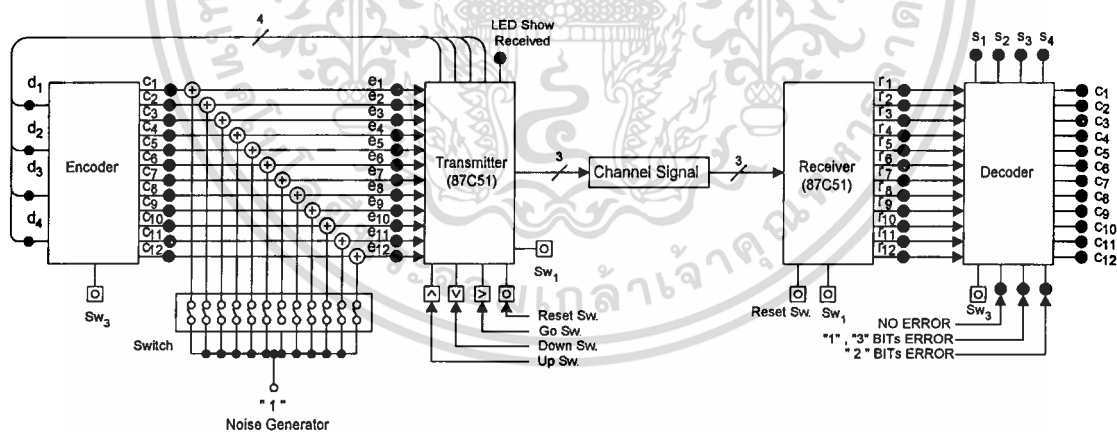 4
LED Show
Received
d1
d2
d3
d4
Encoder
Sw3
c1
c2
c3
c4
c5
c6
c7
c8
c9
c10
c11
c12
e1
e2
e3
e4
e5
e6
e7
e8
e9
e10
e11
e12
Transmitter
(87C51)
Sw1
3
Channel Signal
3
Receiver
(87C51)
Reset Sw.
Sw1
r1
r2
r3
r4
r5
r6
r7
r8
r9
r10
r11
r12
s1
s2
s3
s4
Decoder
Sw3
c1
c2
c3
c4
c5
c6
c7
c8
c9
c10
c11
c12
Reset Sw.
Go Sw.
Down Sw.
Up Sw.
NO ERROR
"1" , "3" BITs ERROR
" 2 " BITs ERROR
Switch
" 1 "
Noise Generator